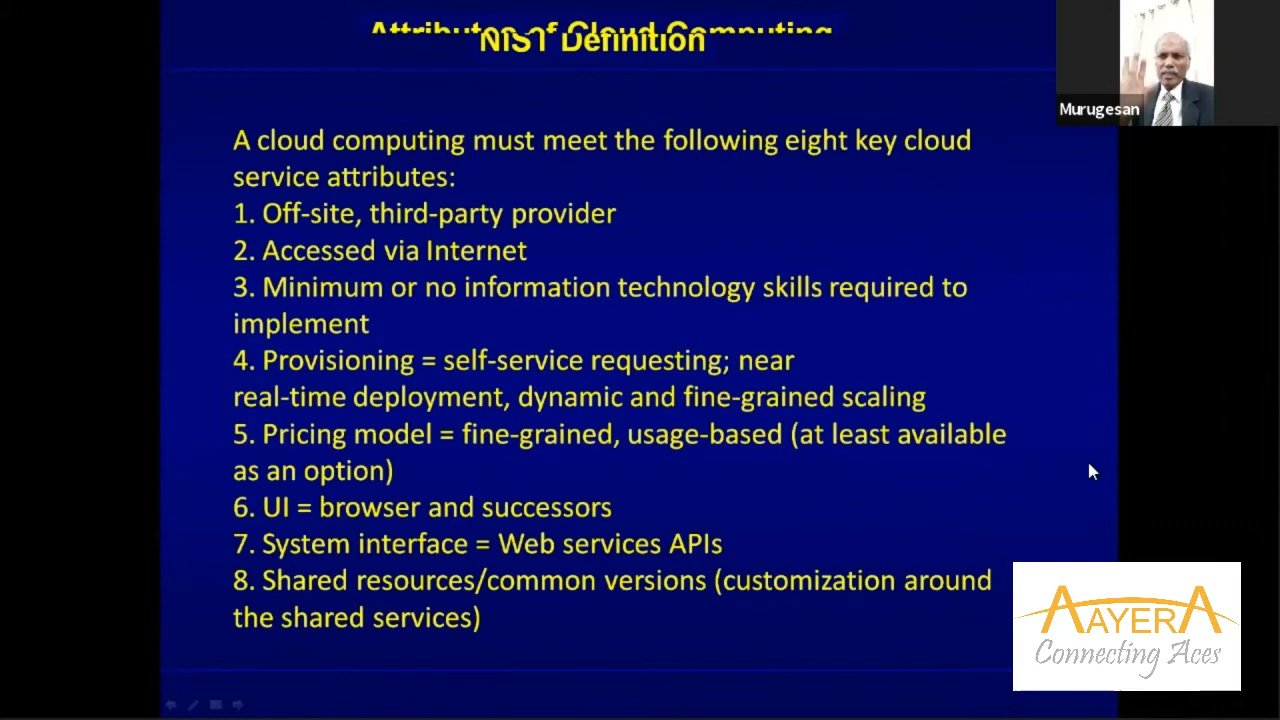 Attributes of Cloud Computing
NIST Definition
Murugesan
A cloud computing must meet the following eight key cloud
service attributes:
1. Off-site, third-party provider
2. Accessed via Internet
3. Minimum or no information technology skills required to
implement
4. Provisioning = self-service requesting; near
real-time deployment, dynamic and fine-grained scaling
5. Pricing model = fine-grained, usage-based (at least available
as an option)
6. UI = browser and successors
7. System interface = Web services APIs
8. Shared resources/common versions (customization around
the shared services)
AAYERA
Connecting Aces